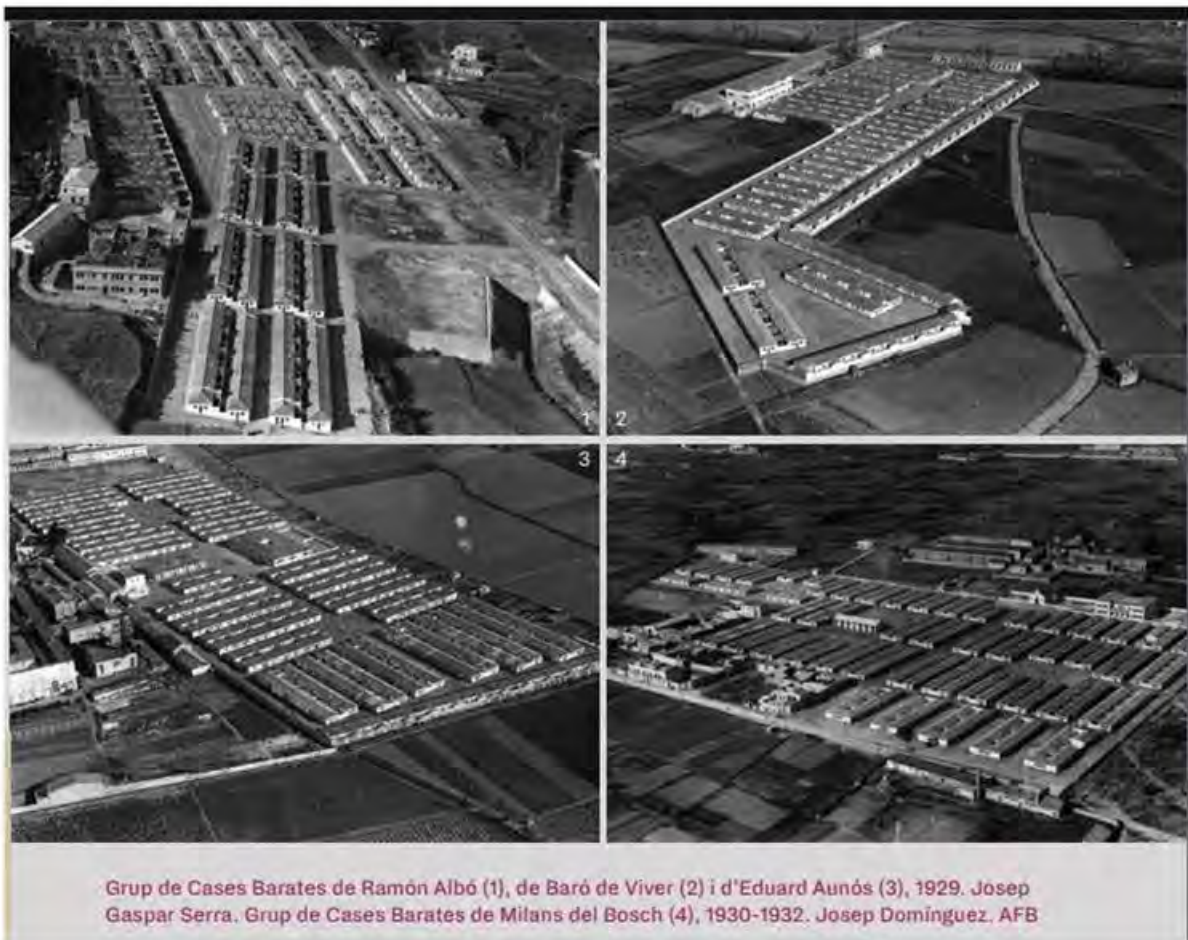 1
2
3
4
Grup de Cases Barates de Ramón Albó (1), de Baró de Viver (2) i d'Eduard Aunós (3), 1929. Josep
Gaspar Serra. Grup de Cases Barates de Milans del Bosch (4), 1930-1932. Josep Domínguez. AFB